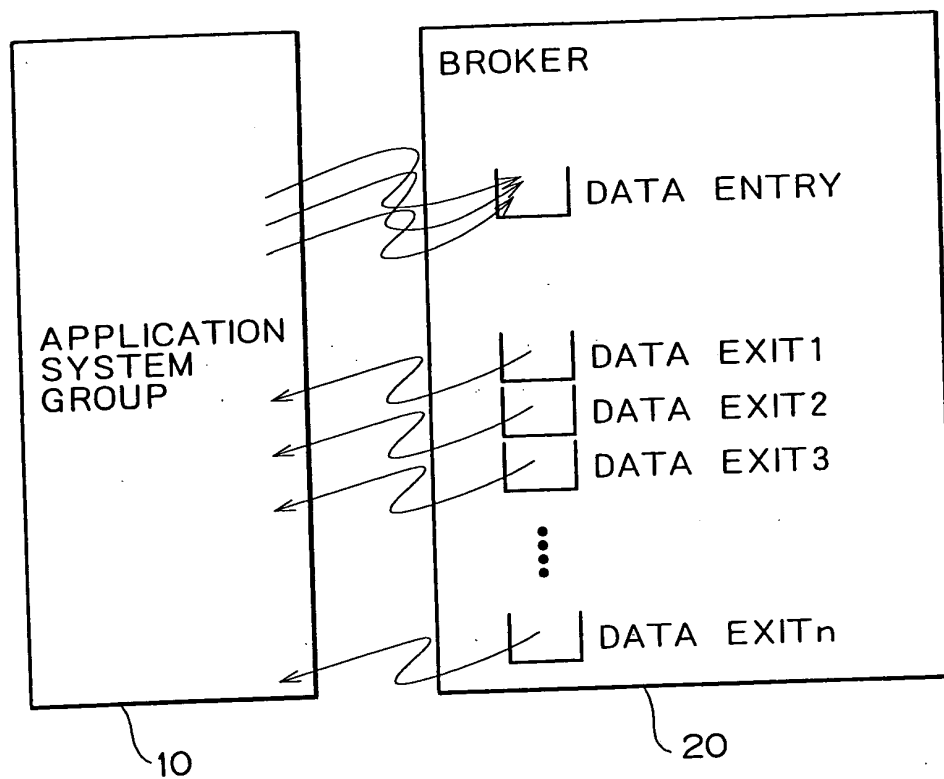 BROKER
DATA ENTRY
APPLICATION
SYSTEM
GROUP
DATA EXIT1
DATA EXIT2
DATA EXIT3
DATA EXITn
10
20